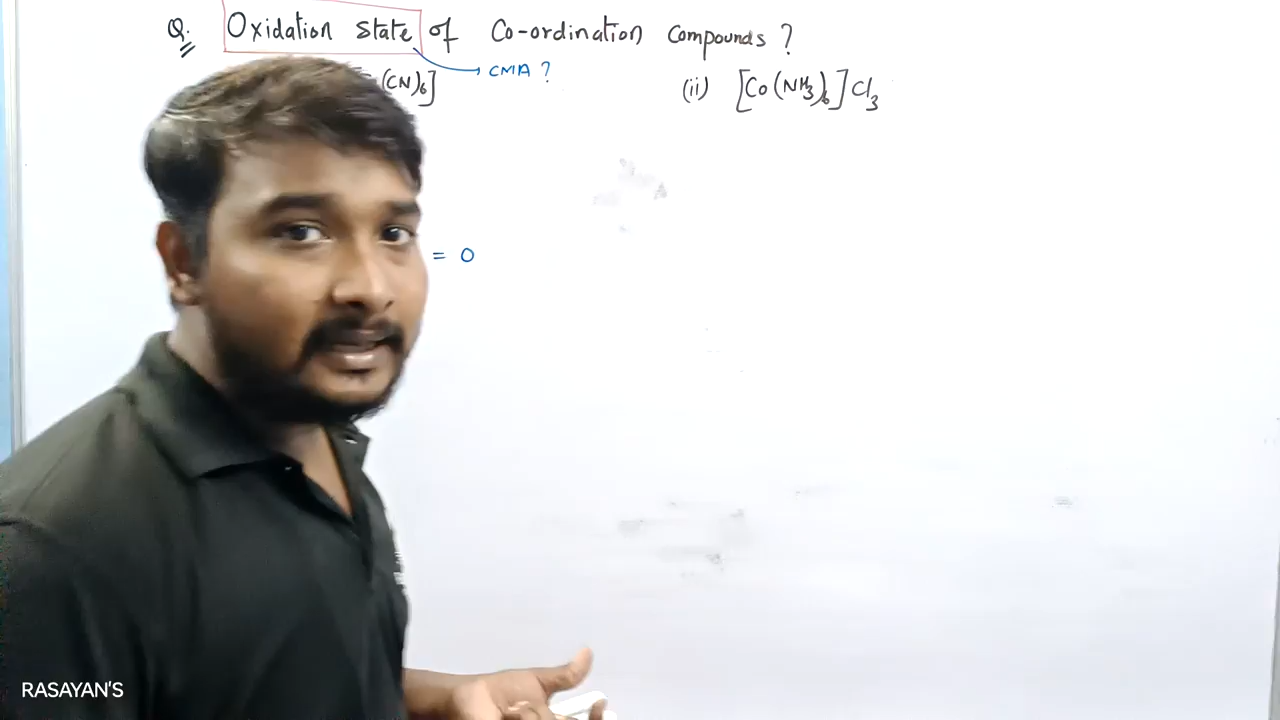 Q. Oxidation state of Co-ordination Compounds ?
→ CMA ?
(CN)₆] (ii) [Co(NH₃)₆]Cl₃
= 0
RASAYAN'S